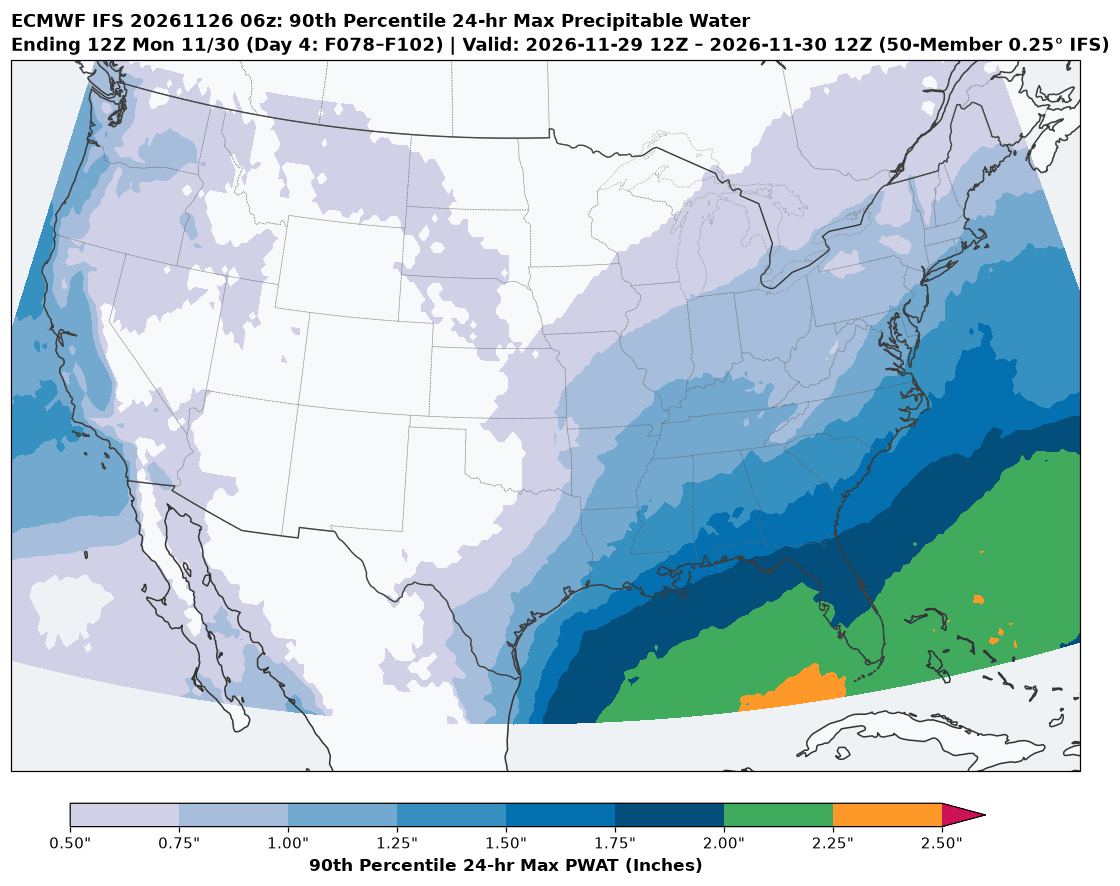 ECMWF IFS 20261126 06z: 90th Percentile 24-hr Max Precipitable Water
Ending 12Z Mon 11/30 (Day 4: F078–F102) | Valid: 2026-11-29 12Z – 2026-11-30 12Z (50-Member 0.25° IFS)
0.50" 0.75" 1.00" 1.25" 1.50" 1.75" 2.00" 2.25" 2.50"
90th Percentile 24-hr Max PWAT (Inches)